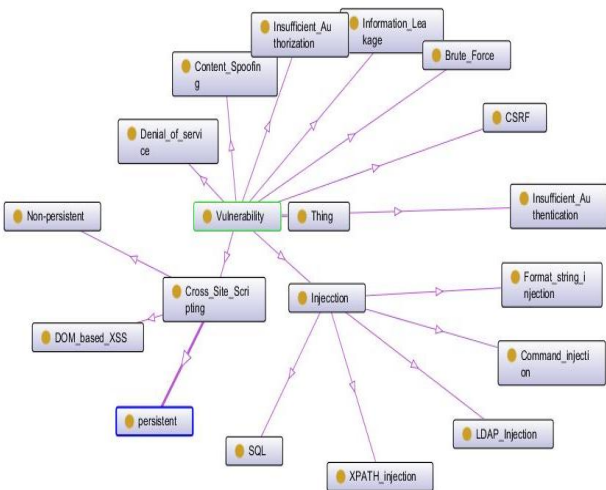 Insufficient_Au
thorization
Information_Lea
kage
Brute_Force
Content_Spoofin
g
CSRF
Denial_of_servi
ce
Insufficient_Au
thentication
Non-persistent
Vulnerability
Thing
Format_string_i
njection
Cross_Site_Scri
pting
Injecction
DOM_based_XSS
Command_injecti
on
persistent
LDAP_Injection
SQL
XPATH_injection